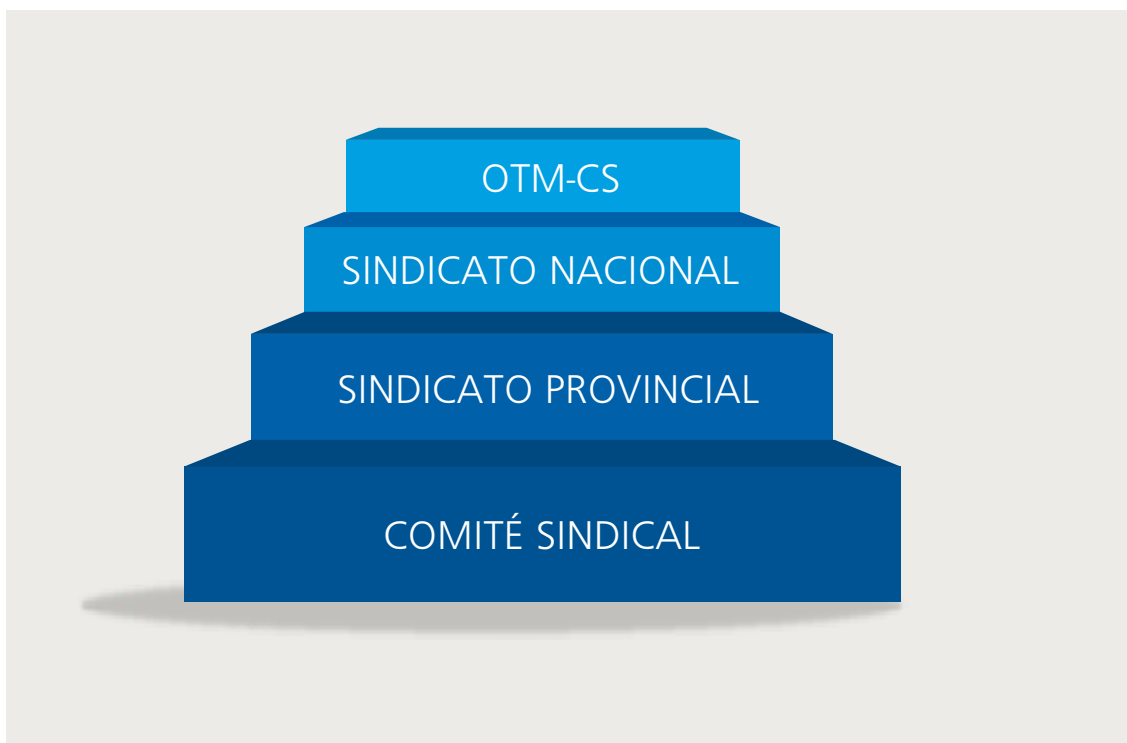 OTM-CS
SINDICATO NACIONAL
SINDICATO PROVINCIAL
COMITÉ SINDICAL